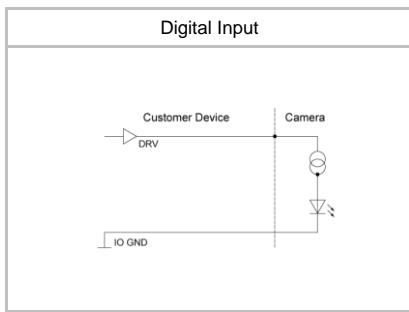 Digital Input
Customer Device
Camera
DRV
IO GND